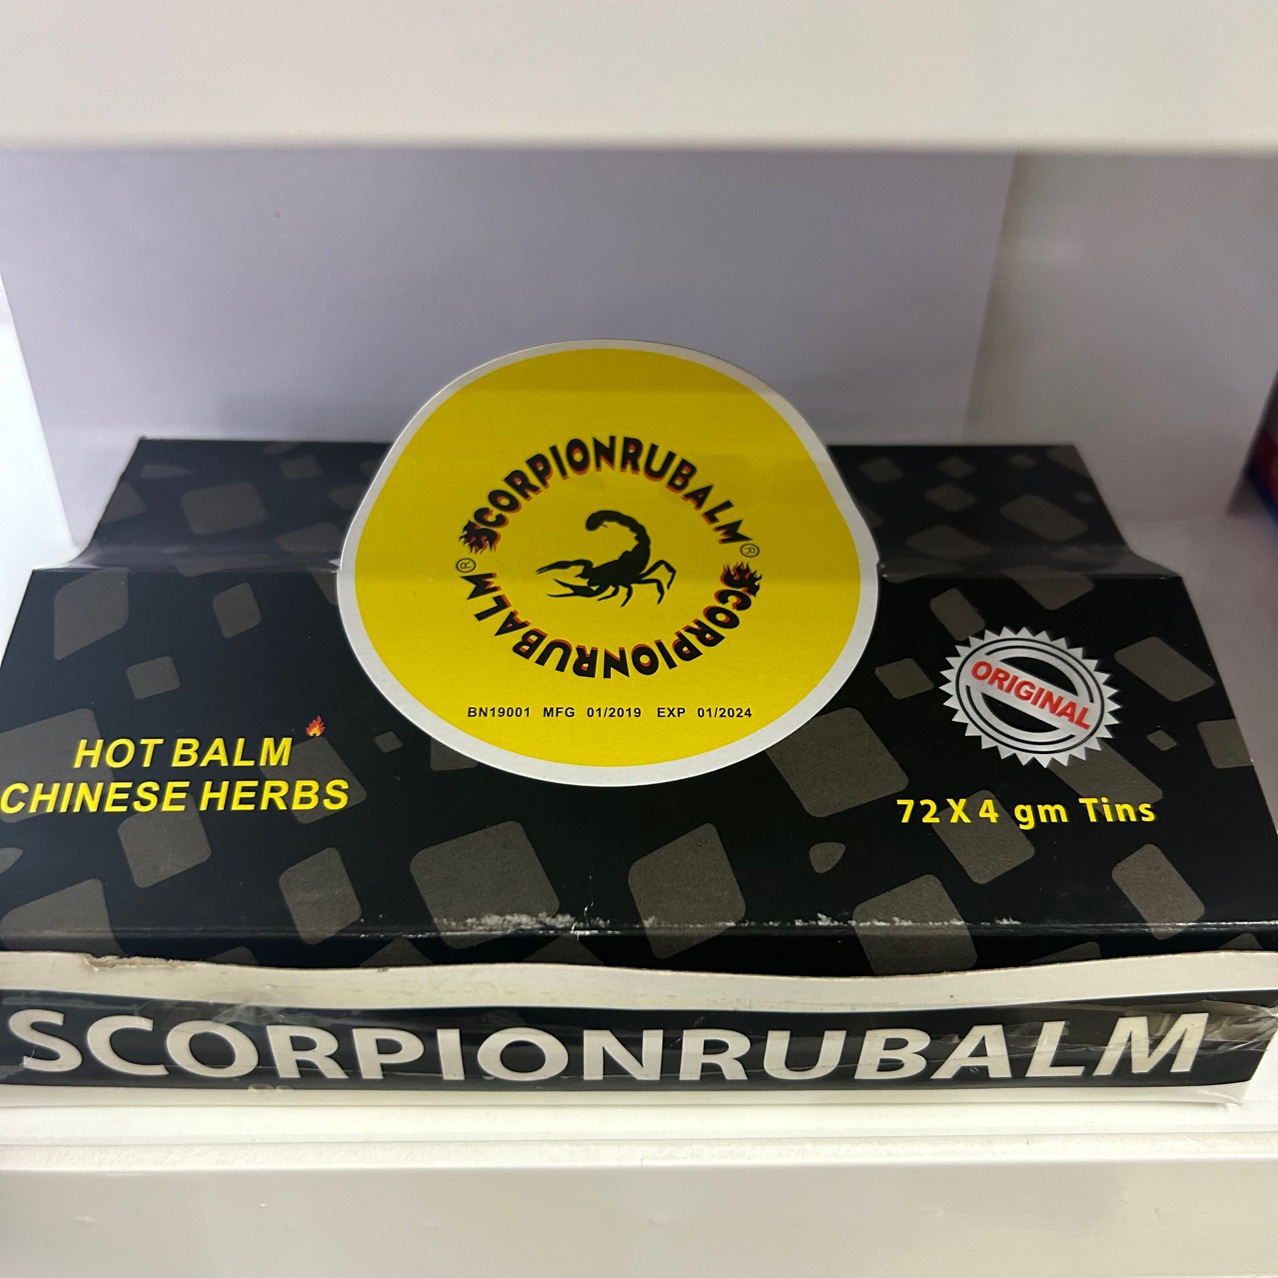 SCORPIONRUBALM®
SCORPIONRUBALM®
BN19001 MFG 01/2019 EXP 01/2024
HOT BALM
CHINESE HERBS
ORIGINAL
72 X 4 gm Tins
SCORPIONRUBALM